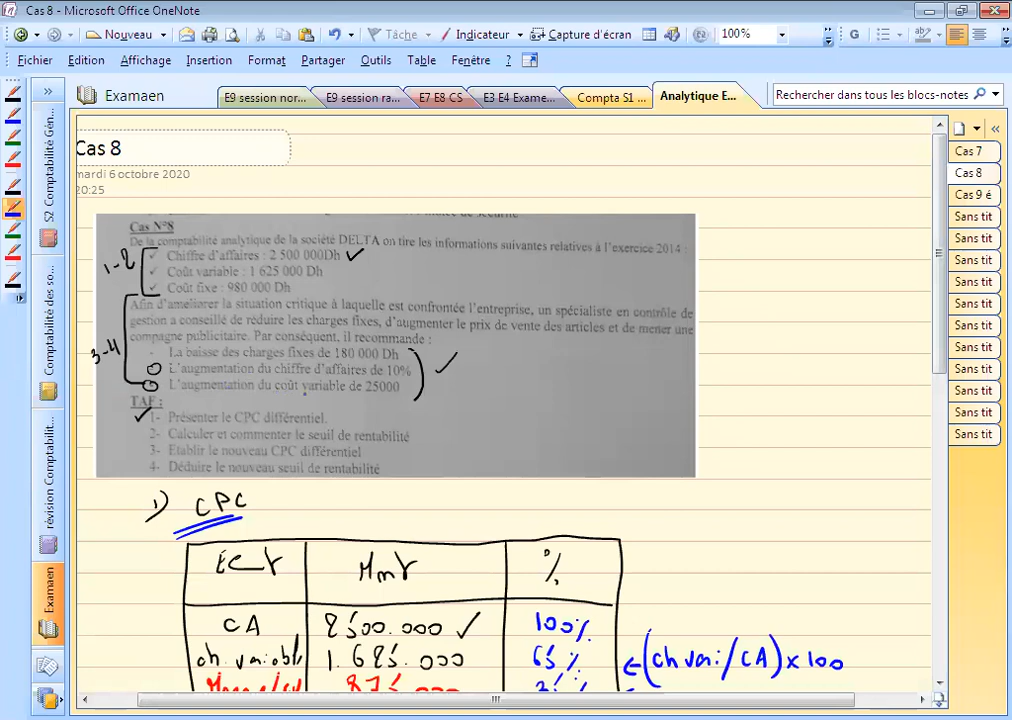 Cas 8 - Microsoft Office OneNote
Nouveau Tâche Indicateur Capture d'écran 100% G
Fichier Edition Affichage Insertion Format Partager Outils Table Fenêtre ?
Examaen E9 session nor... E9 session ra... E7 E8 CS E3 E4 Exame... Compta S1 ... Analytique E... Rechercher dans tous les blocs-notes
S2 Comptabilité Gén...
Comptabilité des so...
révision Comptabilit...
Examaen
Cas 7
Cas 8
Cas 9 é
Sans tit
Sans tit
Sans tit
Sans tit
Sans tit
Sans tit
Sans tit
Sans tit
Sans tit
Sans tit
Sans tit
Cas 8
mardi 6 octobre 2020
20:25
Cas N°8
De la comptabilité analytique de la société DELTA on tire les informations suivantes relatives à l'exercice 2014 :
✓ Chiffre d'affaires : 2 500 000Dh ✓
1-2 ✓ Coût variable : 1 625 000 Dh
✓ Coût fixe : 980 000 Dh
Afin d'améliorer la situation critique à laquelle est confrontée l'entreprise, un spécialiste en contrôle de
gestion a conseillé de réduire les charges fixes, d'augmenter le prix de vente des articles et de mener une
compagne publicitaire. Par conséquent, il recommande :
3-4 - La baisse des charges fixes de 180 000 Dh
L'augmentation du chiffre d'affaires de 10% ✓
L'augmentation du coût variable de 25000
TAF :
✓ 1- Présenter le CPC différentiel.
2- Calculer et commenter le seuil de rentabilité
3- Etablir le nouveau CPC différentiel
4- Déduire le nouveau seuil de rentabilité
1) CPC
Mmt %
CA 2500.000 ✓ 100%
ch. variable 1.625.000 65% ← (ch vari/CA) x 100
875.000